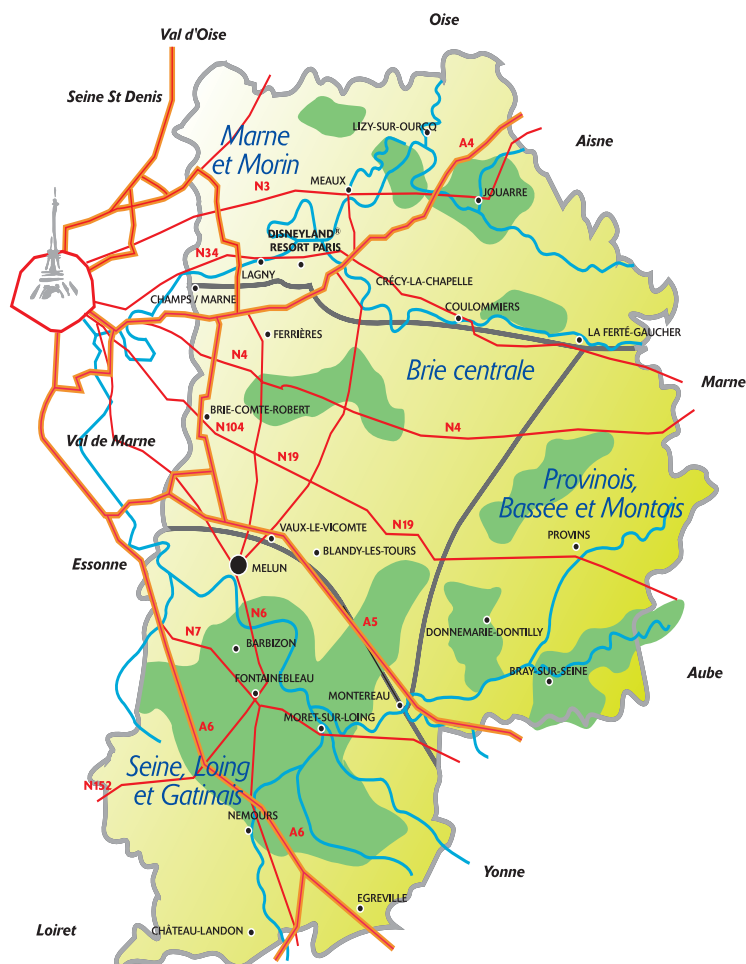 Oise
Val d'Oise
Seine St Denis
Marne
et Morin
LIZY-SUR-OURCQ
A4
Aisne
MEAUX
N3
JOUARRE
DISNEYLAND®
RESORT PARIS
N34
LAGNY
CRÉCY-LA-CHAPELLE
CHAMPS / MARNE
COULOMMIERS
FERRIÈRES
LA FERTÉ-GAUCHER
N4
Brie centrale
Marne
BRIE-COMTE-ROBERT
N104
N4
Val de Marne
N19
Provinois,
Bassée et Montois
N19
VAUX-LE-VICOMTE
PROVINS
BLANDY-LES-TOURS
Essonne
MELUN
N6
A5
N7
DONNEMARIE-DONTILLY
BARBIZON
BRAY-SUR-SEINE
Aube
FONTAINEBLEAU
MONTEREAU
A6
MORET-SUR-LOING
Seine, Loing
et Gatinais
N152
NEMOURS
A6
Yonne
EGREVILLE
Loiret
CHÂTEAU-LANDON